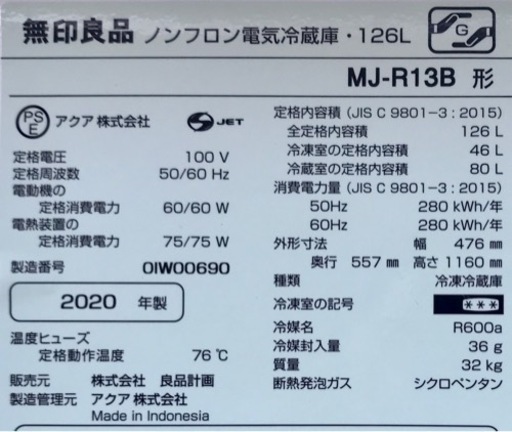 無印良品 ノンフロン電気冷蔵庫・126L
G
MJ-R13B 形
PS
E アクア 株式会社 S JET
定格電圧 100 V
定格周波数 50/60 Hz
電動機の
定格消費電力 60/60 W
電熱装置の
定格消費電力 75/75 W
製造番号 OIW00690
2020 年製
温度ヒューズ
定格動作温度 76 ℃
販売元 株式会社 良品計画
製造管理元 アクア 株式会社
Made in Indonesia
定格内容積 (JIS C 9801-3 : 2015)
全定格内容積 126 L
冷凍室の定格内容積 46 L
冷蔵室の定格内容積 80 L
消費電力量 (JIS C 9801-3 : 2015)
50Hz 280 kWh/年
60Hz 280 kWh/年
外形寸法 幅 476 ㎜
奥行 557 ㎜ 高さ 1160 ㎜
種類 冷凍冷蔵庫
冷凍室の記号 ***
冷媒名 R600a
冷媒封入量 36 g
質量 32 kg
断熱発泡ガス シクロペンタン